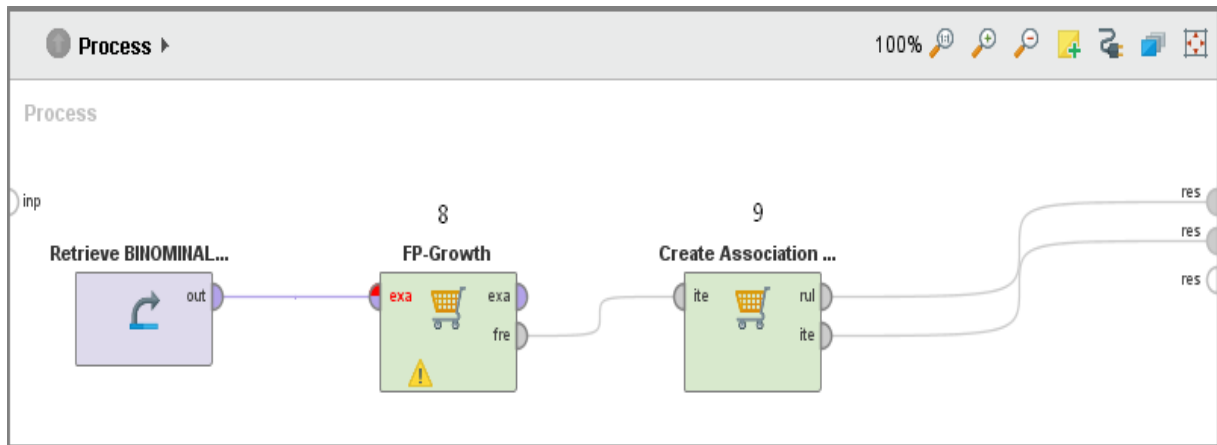 Process
100%
Process
inp
res
8
9
res
Retrieve BINOMINAL...
FP-Growth
Create Association ...
res
out
exa
exa
ite
rul
fre
ite